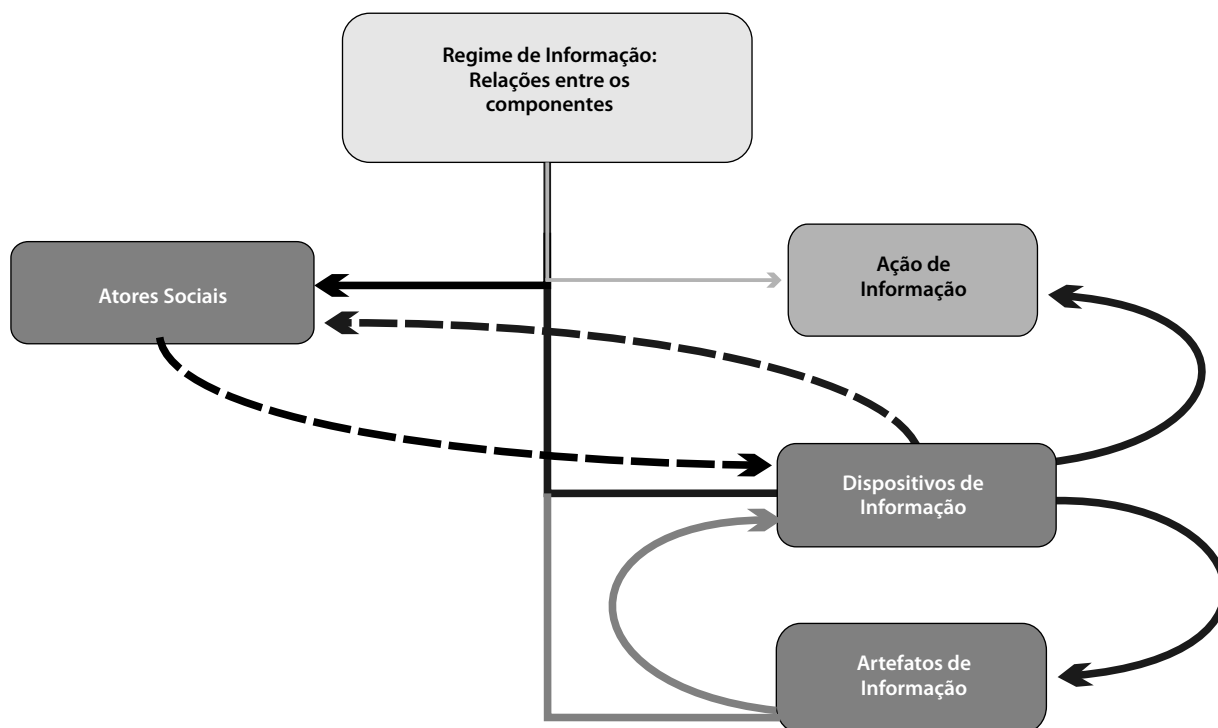 Regime de Informação:
Relações entre os
componentes
Atores Sociais
Ação de
Informação
Dispositivos de
Informação
Artefatos de
Informação